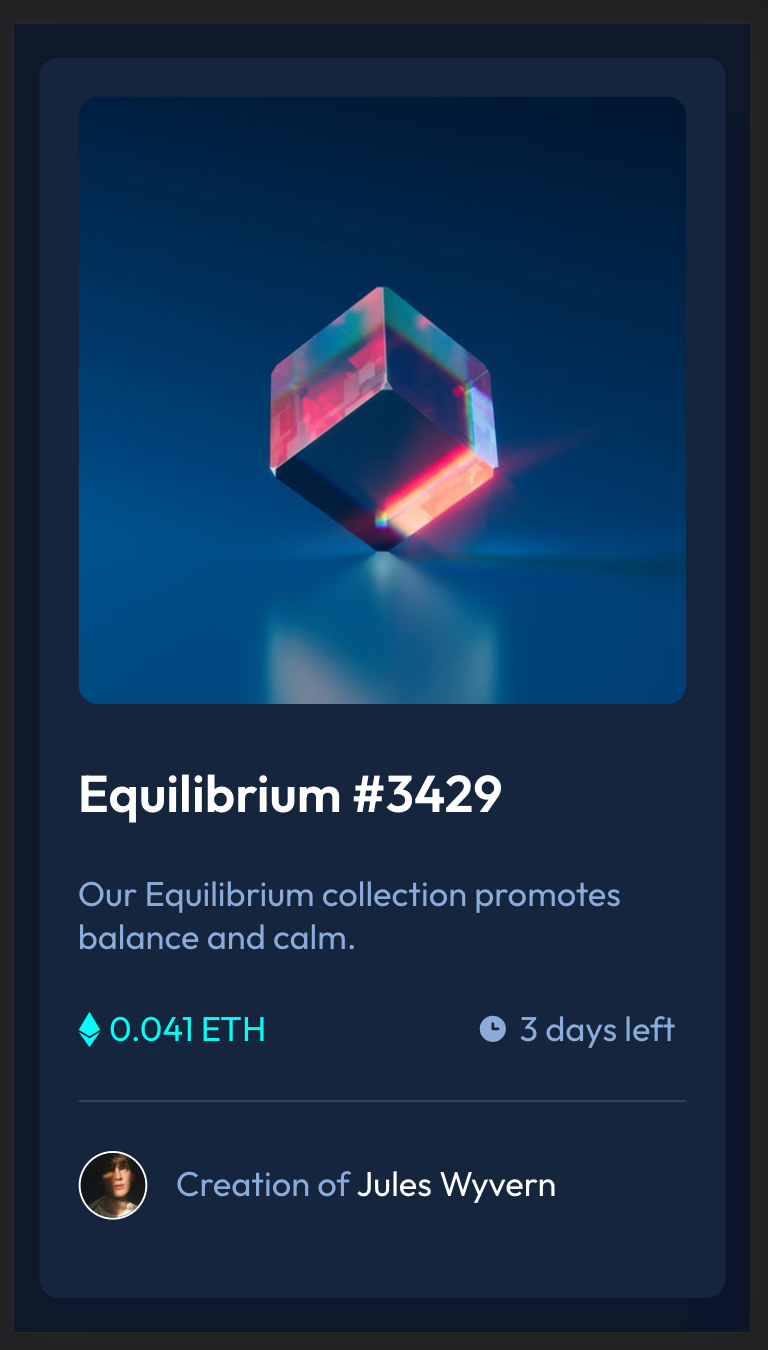 Equilibrium #3429
Our Equilibrium collection promotes
balance and calm.
0.041 ETH
3 days left
Creation of Jules Wyvern